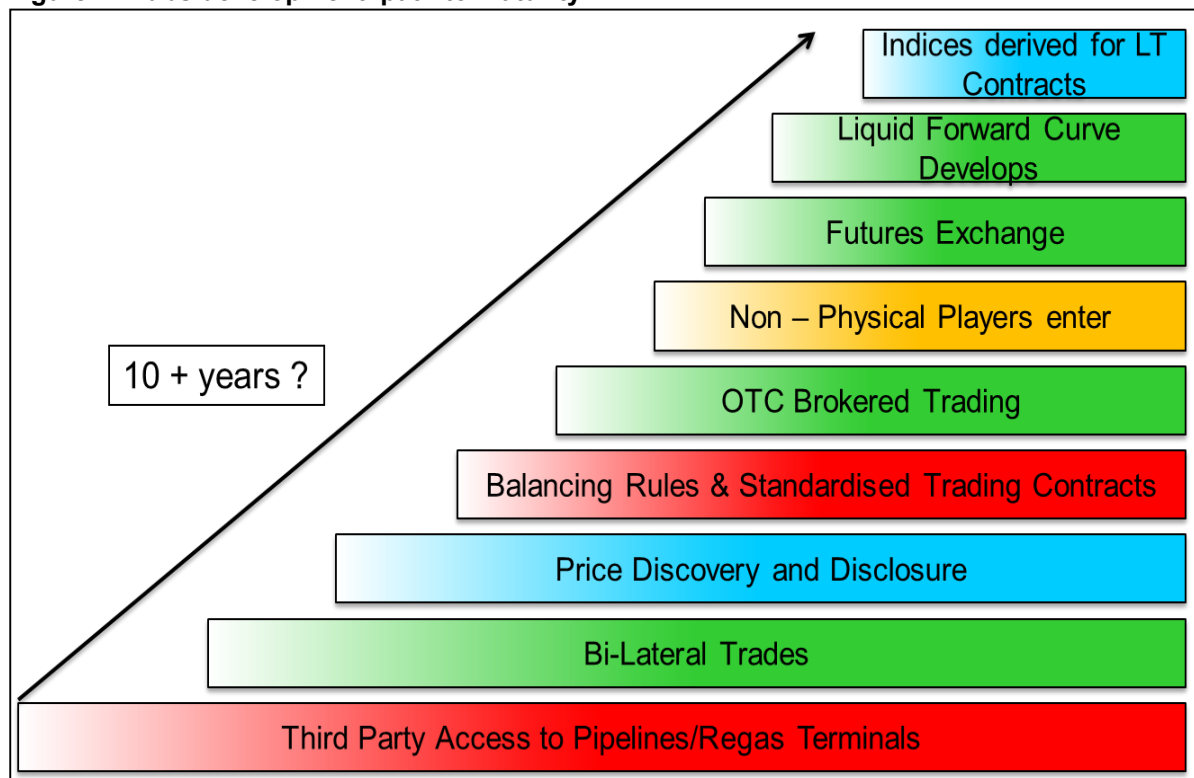 Indices derived for LT
Contracts
Liquid Forward Curve
Develops
Futures Exchange
Non – Physical Players enter
10 + years ?
OTC Brokered Trading
Balancing Rules & Standardised Trading Contracts
Price Discovery and Disclosure
Bi-Lateral Trades
Third Party Access to Pipelines/Regas Terminals